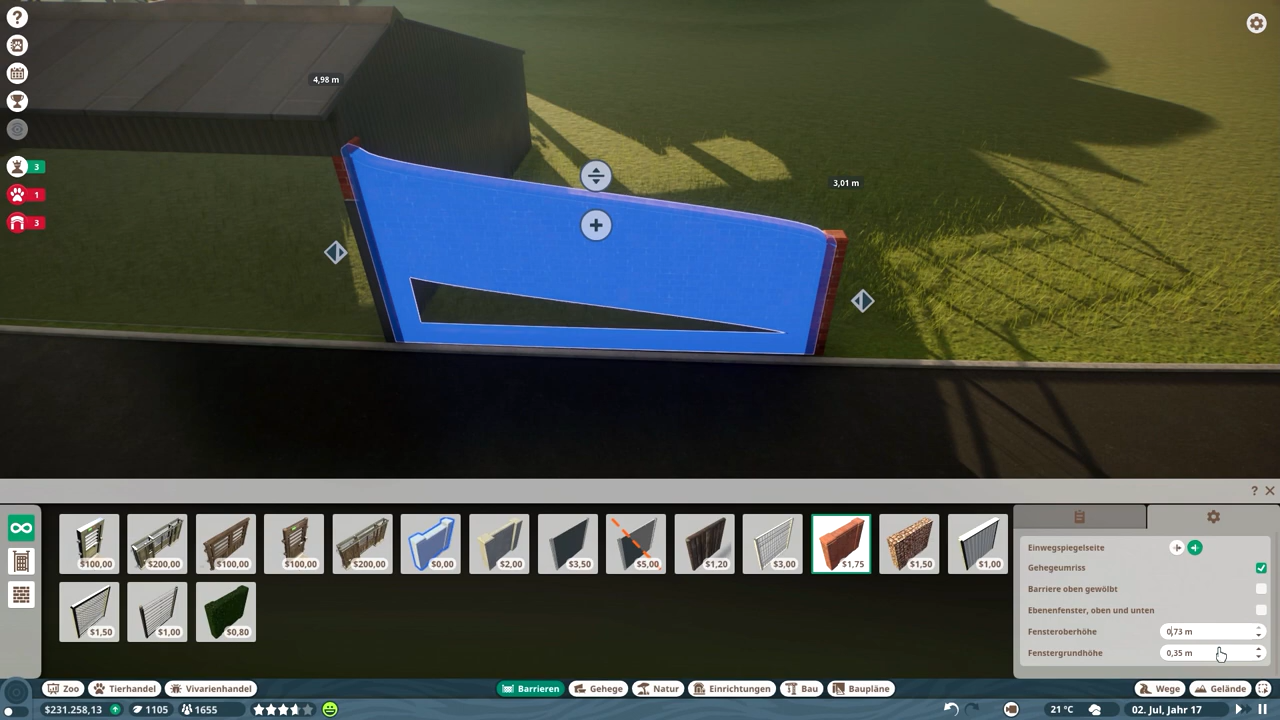 ?
3
1
3
4,98 m
3,01 m
?
$100,00
$200,00
$100,00
$100,00
$200,00
$0,00
$2,00
$3,50
$5,00
$1,20
$3,00
$1,75
$1,50
$1,00
$1,50
$1,00
$0,80
Einwegspiegelseite
Gehegeumriss
Barriere oben gewölbt
Ebenenfenster, oben und unten
Fensteroberhöhe 0,73 m
Fenstergrundhöhe 0,35 m
Zoo Tierhandel Vivarienhandel Barrieren Gehege Natur Einrichtungen Bau Baupläne Wege Gelände
$231.258,13 1105 1655 21 °C 02. Jul, Jahr 17